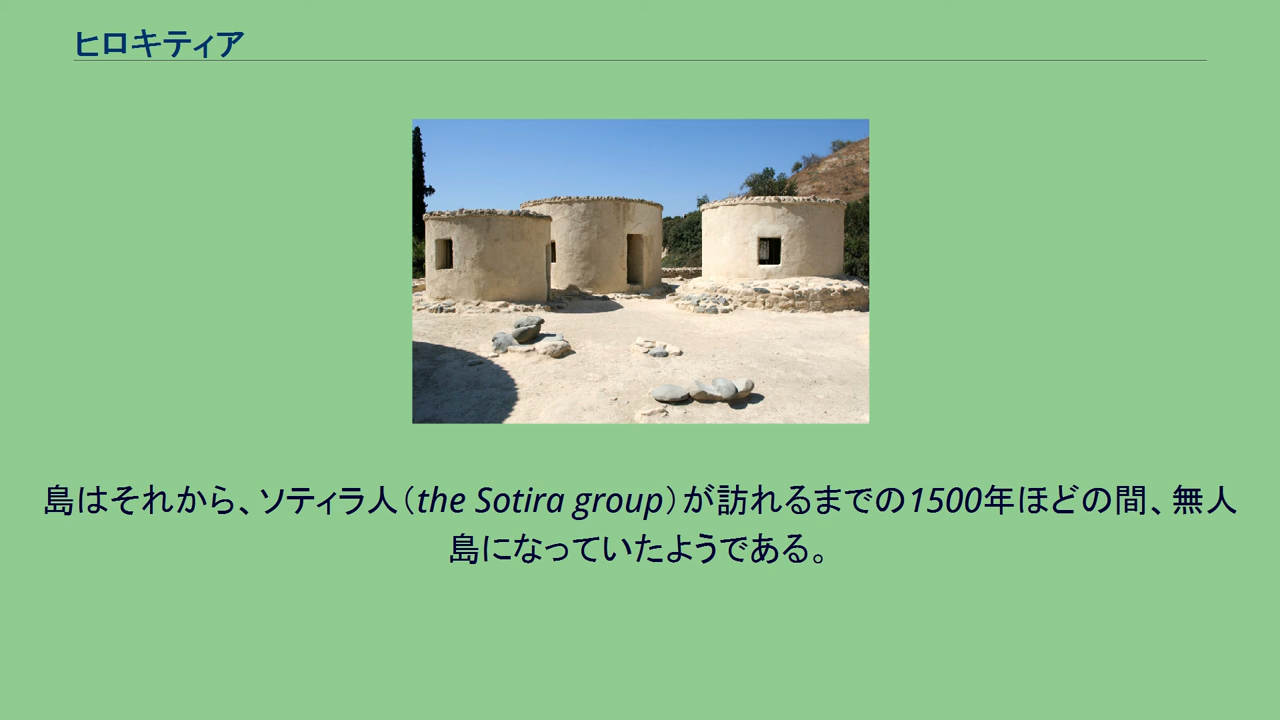 ヒロキティア
島はそれから、ソティラ人（the Sotira group）が訪れるまでの1500年ほどの間、無人
島になっていたようである。